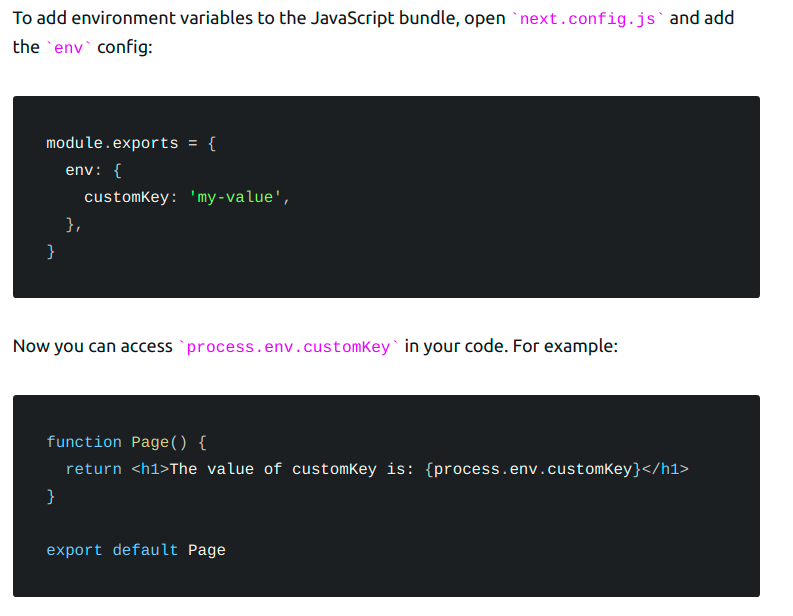 To add environment variables to the JavaScript bundle, open `next.config.js` and add
the `env` config:
module.exports = {
  env: {
    customKey: 'my-value',
  },
}
Now you can access `process.env.customKey` in your code. For example:
function Page() {
  return <h1>The value of customKey is: {process.env.customKey}</h1>
}
export default Page